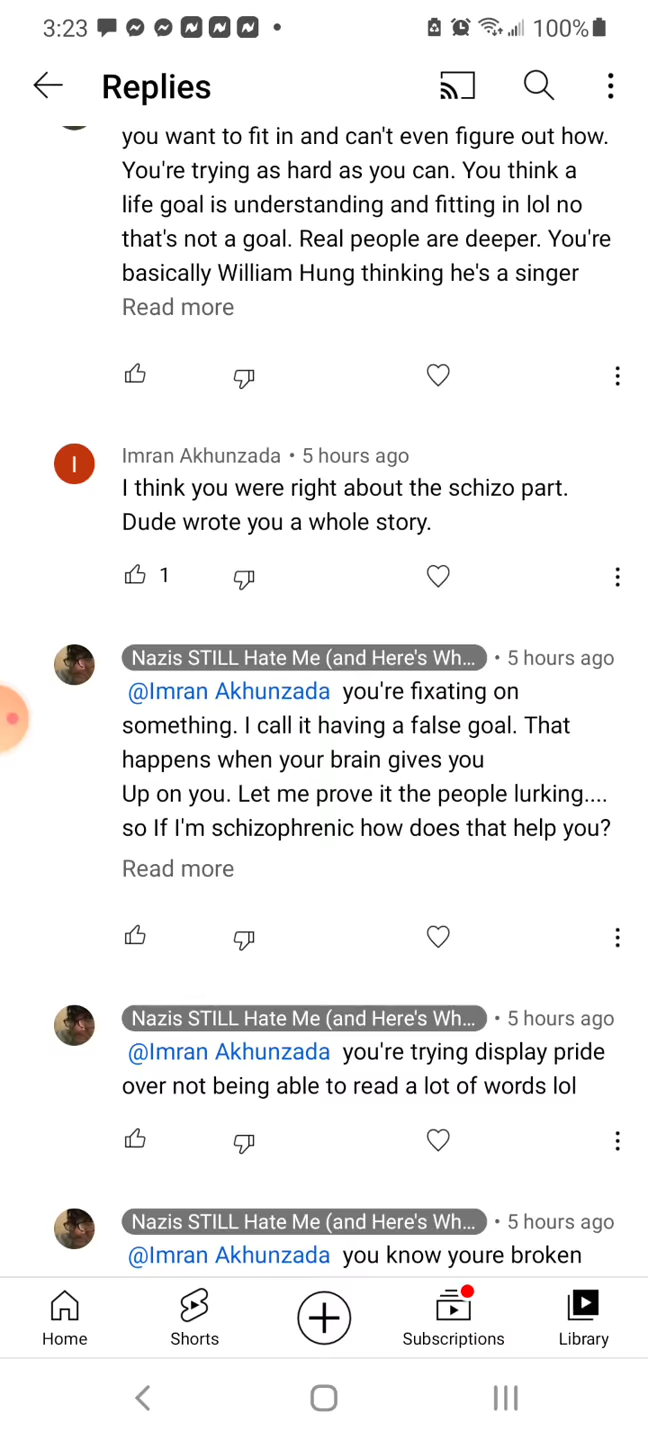 3:23
100%
Replies
you want to fit in and can't even figure out how.
You're trying as hard as you can. You think a
life goal is understanding and fitting in lol no
that's not a goal. Real people are deeper. You're
basically William Hung thinking he's a singer
Read more
I
Imran Akhunzada • 5 hours ago
I think you were right about the schizo part.
Dude wrote you a whole story.
1
Nazis STILL Hate Me (and Here's Wh... • 5 hours ago
@Imran Akhunzada you're fixating on
something. I call it having a false goal. That
happens when your brain gives you
Up on you. Let me prove it the people lurking....
so If I'm schizophrenic how does that help you?
Read more
Nazis STILL Hate Me (and Here's Wh... • 5 hours ago
@Imran Akhunzada you're trying display pride
over not being able to read a lot of words lol
Nazis STILL Hate Me (and Here's Wh... • 5 hours ago
@Imran Akhunzada you know youre broken
Home
Shorts
Subscriptions
Library